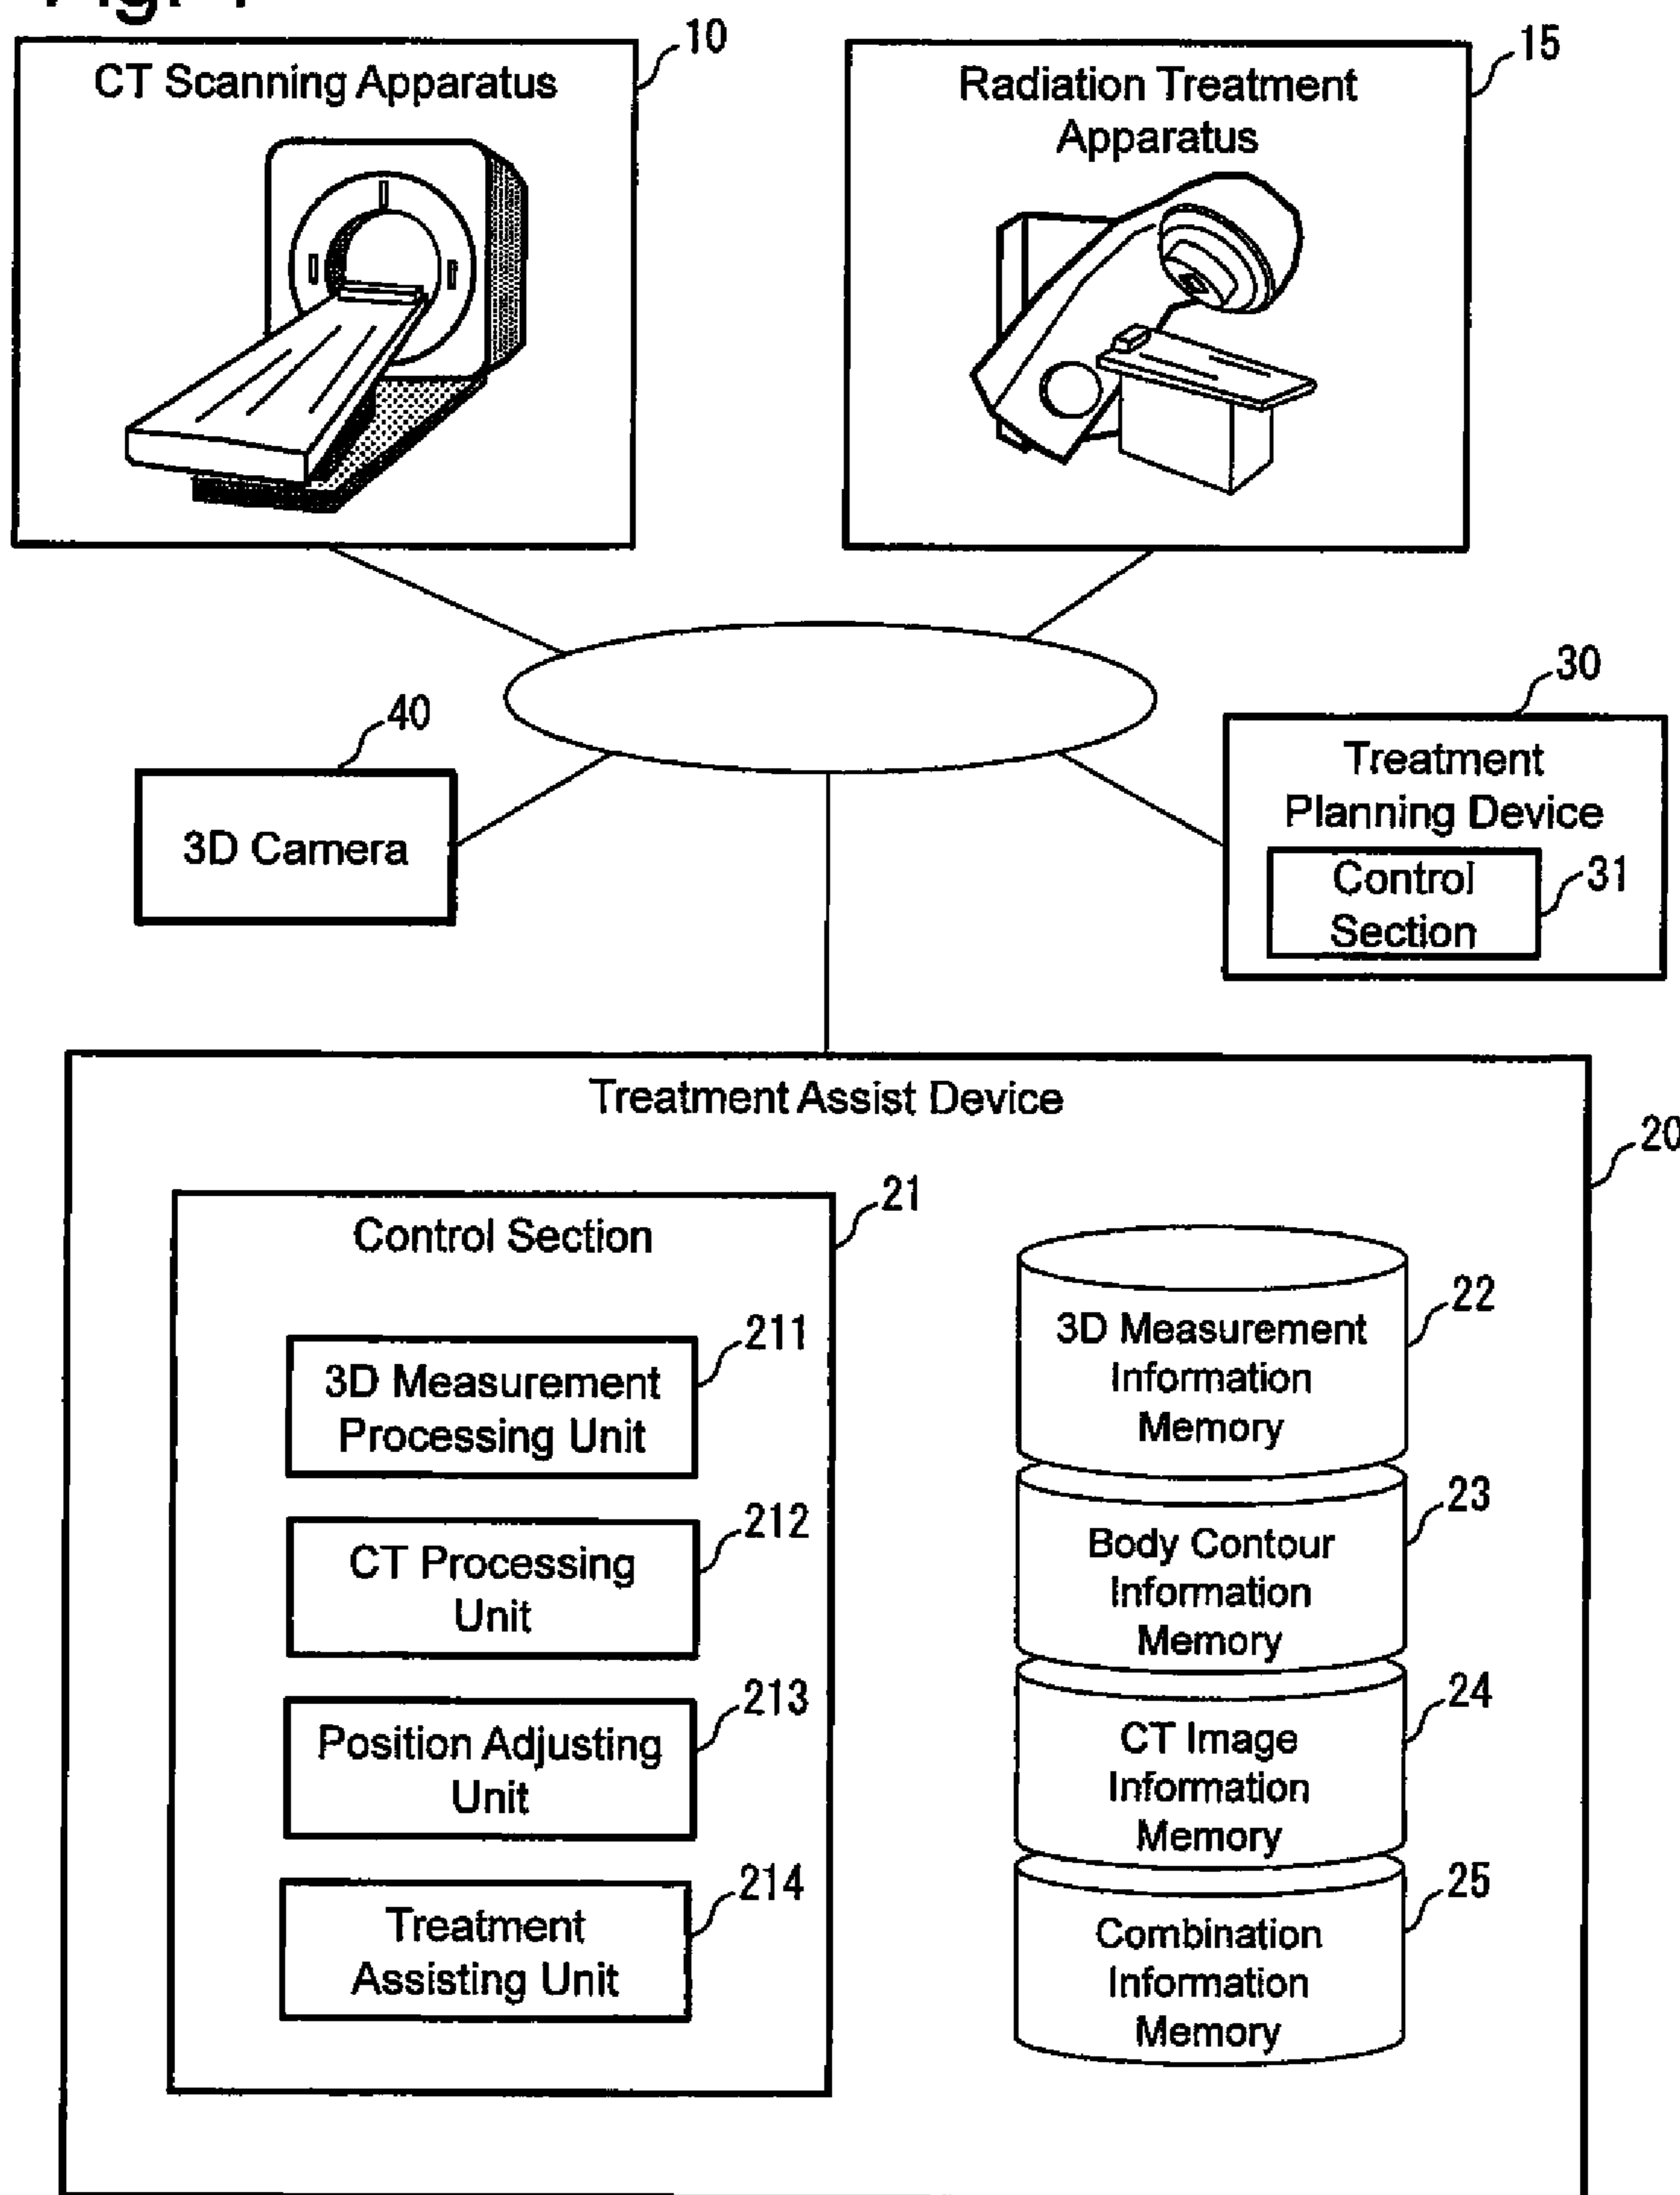 10
CT Scanning Apparatus
15
Radiation Treatment
Apparatus
30
Treatment
Planning Device
Control
Section
31
40
3D Camera
Treatment Assist Device
20
21
Control Section
211
3D Measurement
Processing Unit
212
CT Processing
Unit
213
Position Adjusting
Unit
214
Treatment
Assisting Unit
22
3D Measurement
Information
Memory
23
Body Contour
Information
Memory
24
CT Image
Information
Memory
25
Combination
Information
Memory